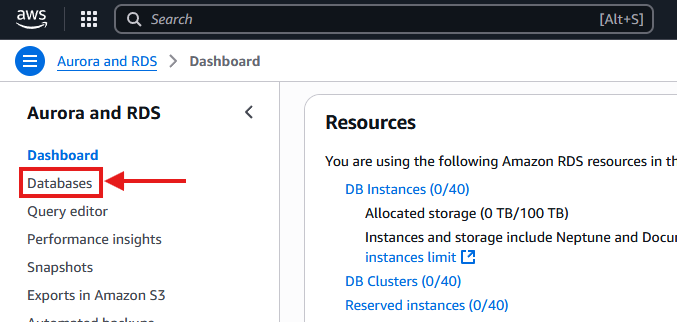 aws
Search
[Alt+S]
Aurora and RDS > Dashboard
Aurora and RDS
Dashboard
Databases
Query editor
Performance insights
Snapshots
Exports in Amazon S3
Automated backups
Resources
You are using the following Amazon RDS resources in th
DB Instances (0/40)
Allocated storage (0 TB/100 TB)
Instances and storage include Neptune and Docu
instances limit
DB Clusters (0/40)
Reserved instances (0/40)